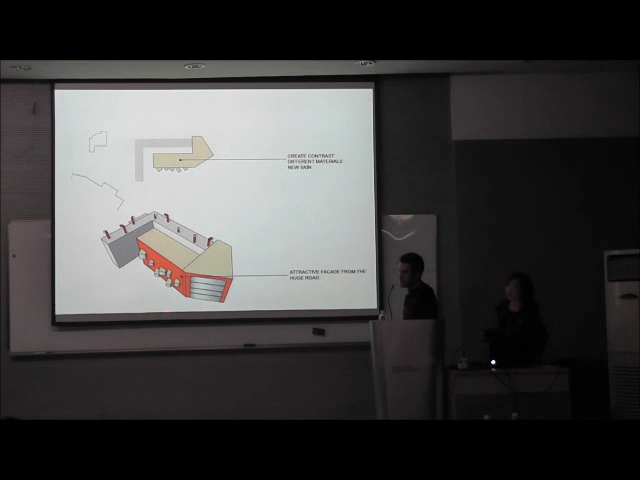 CREATE CONTRAST
DIFFERENT MATERIALS
NEW SKIN
ATTRACTIVE FACADE FROM THE
HUGE ROAD